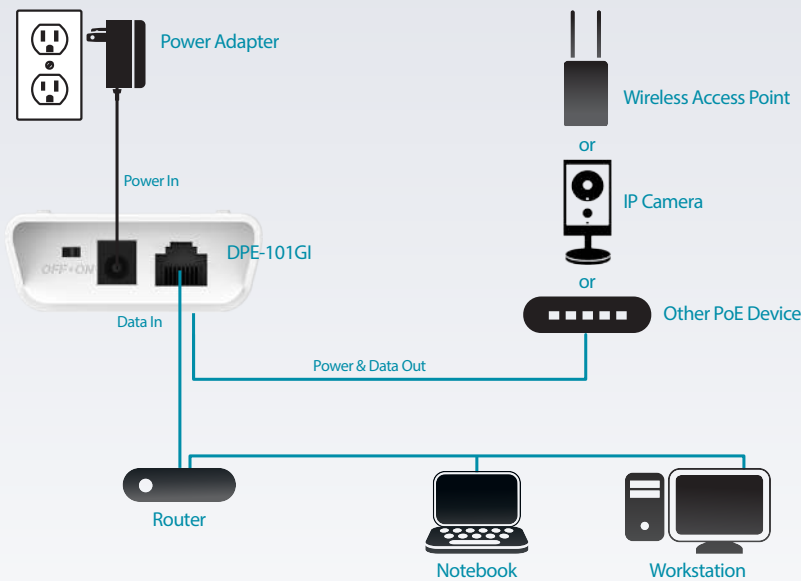 Power Adapter
Wireless Access Point
or
Power In
IP Camera
DPE-101GI
OFF•ON
or
Other PoE Device
Data In
Power & Data Out
Router
Notebook
Workstation